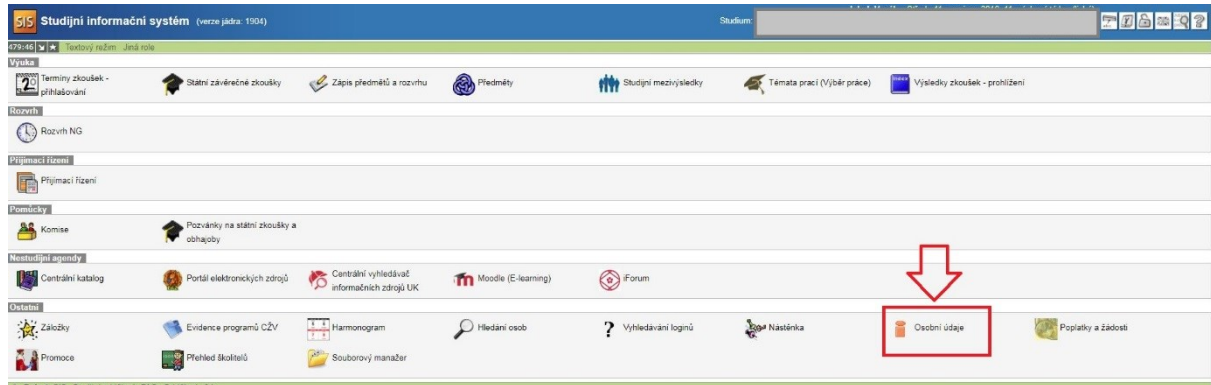 SIS Studijní informační systém (verze jádra: 1904) Studium:
479:46 Textový režim Jiná role
Výuka
Termíny zkoušek - přihlašování
Státní závěrečné zkoušky
Zápis předmětů a rozvrhu
Předměty
Studijní mezivýsledky
Témata prací (Výběr práce)
Výsledky zkoušek - prohlížení
Rozvrh
Rozvrh NG
Přijímací řízení
Přijímací řízení
Pomůcky
Komise
Pozvánky na státní zkoušky a
obhajoby
Nestudijní agendy
Centrální katalog
Portál elektronických zdrojů
Centrální vyhledávač
informačních zdrojů UK
Moodle (E-learning)
iForum
Ostatní
Záložky
Evidence programů CŽV
Harmonogram
Hledání osob
Vyhledávání loginů
Nástěnka
Osobní údaje
Poplatky a žádosti
Promoce
Přehled školitelů
Souborový manažer